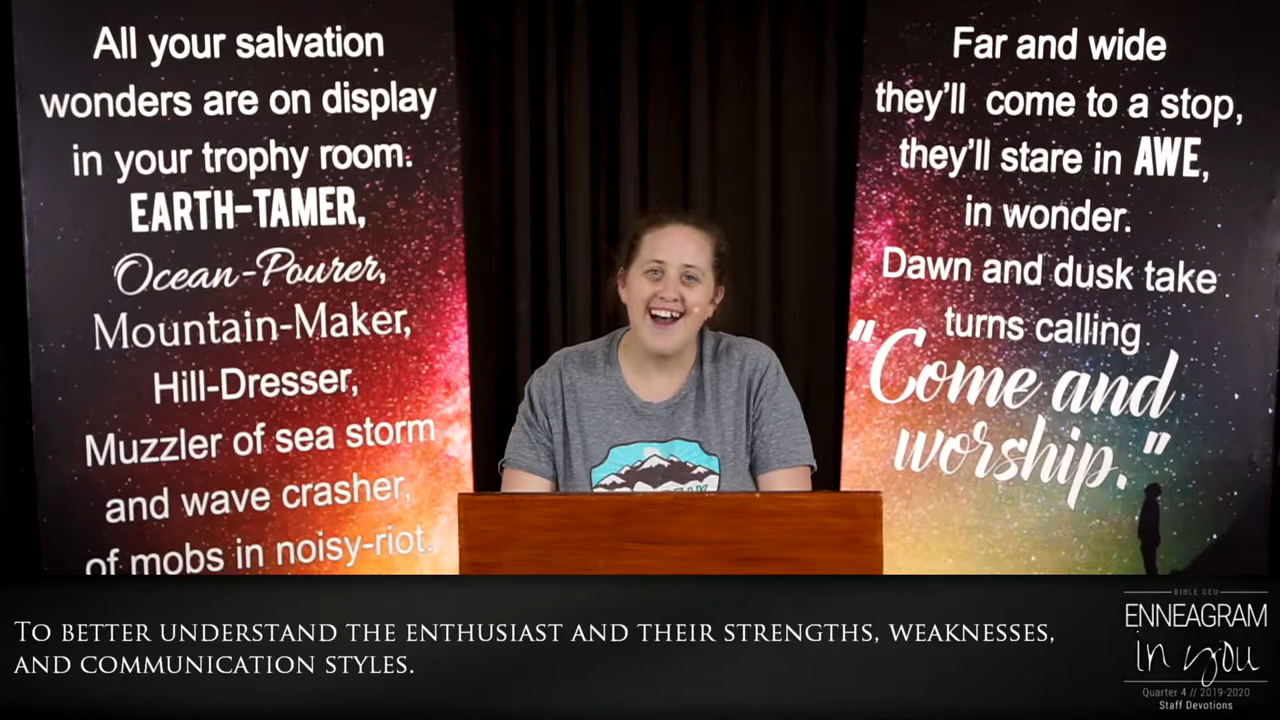 All your salvation
wonders are on display
in your trophy room.
EARTH-TAMER,
Ocean-Pourer,
Mountain-Maker,
Hill-Dresser,
Muzzler of sea storm
and wave crasher,
of mobs in noisy-riot.
Far and wide
they'll come to a stop,
they'll stare in AWE,
in wonder.
Dawn and dusk take
turns calling
"Come and
worship."
TO BETTER UNDERSTAND THE ENTHUSIAST AND THEIR STRENGTHS, WEAKNESSES,
AND COMMUNICATION STYLES.
BIBLE CEU
ENNEAGRAM
in you
Quarter 4 // 2019-2020
Staff Devotions